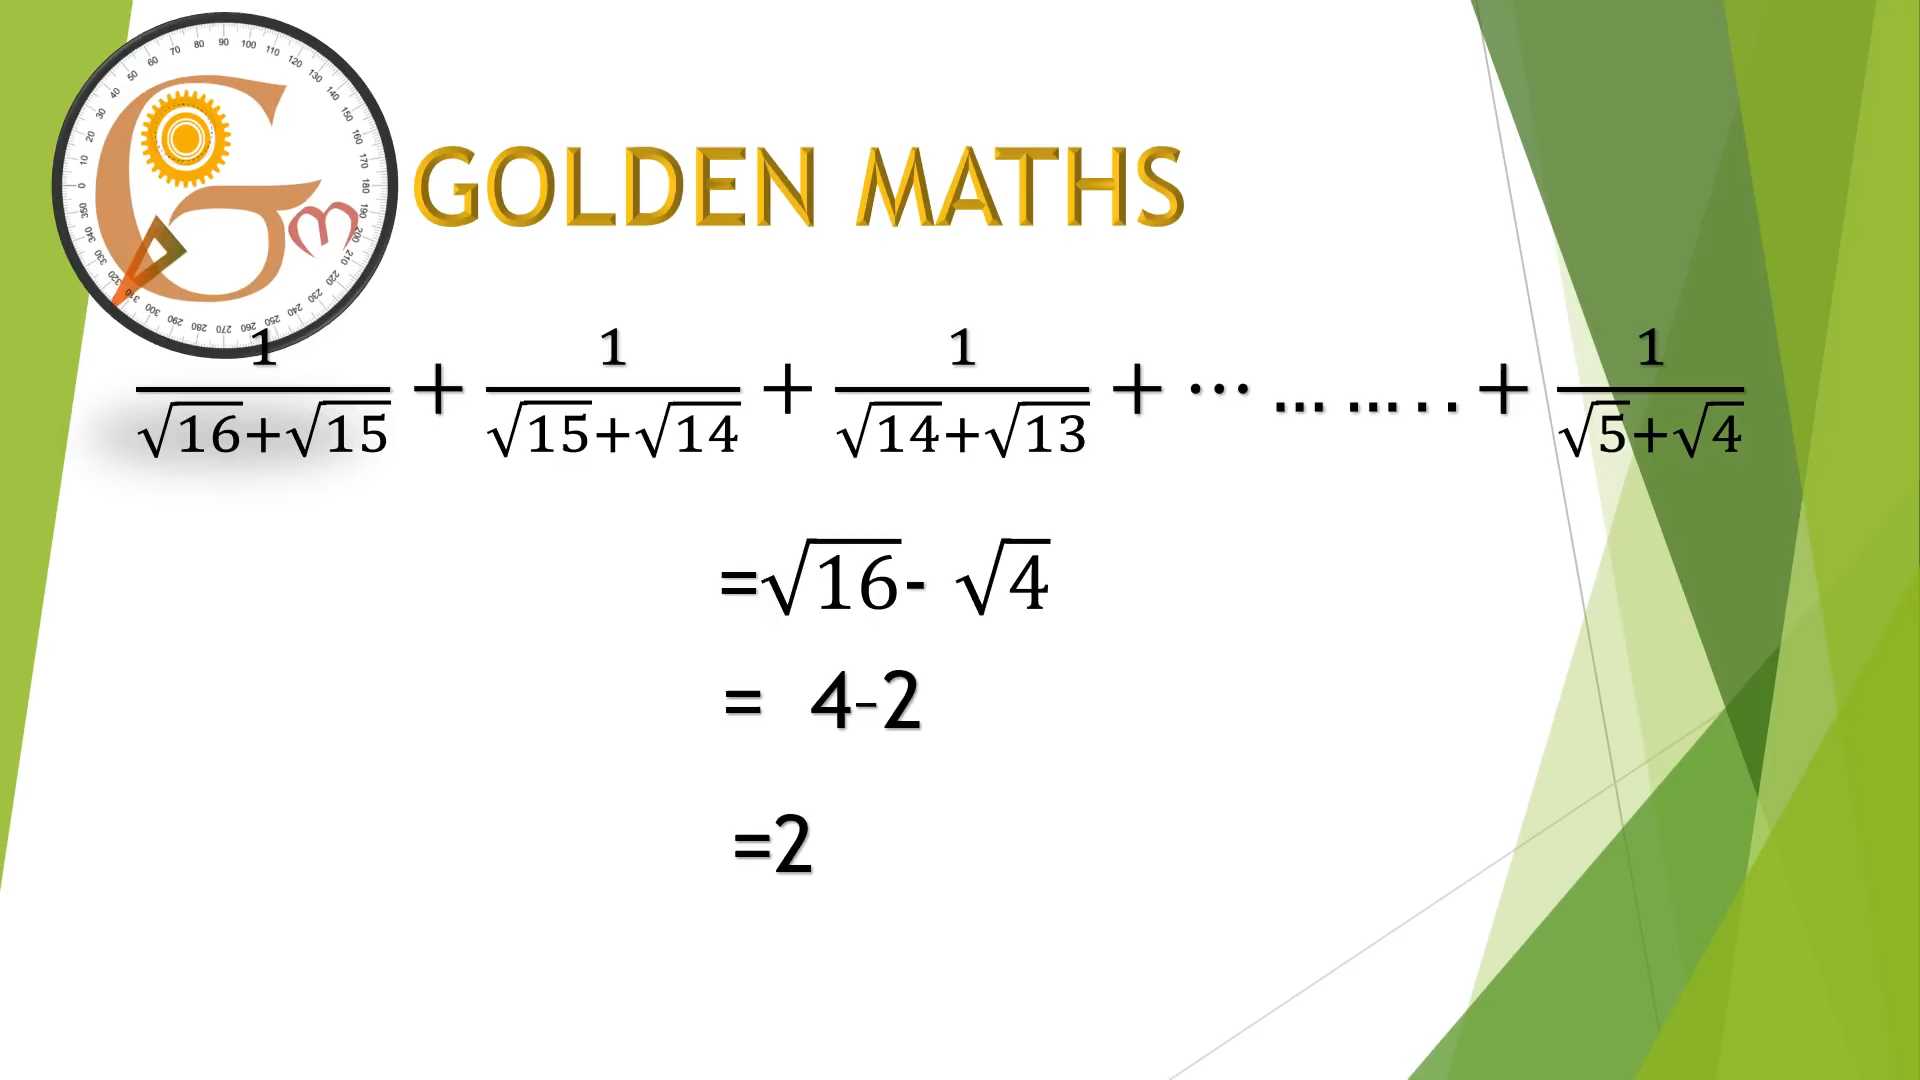 GOLDEN MATHS
1/(√16+√15) + 1/(√15+√14) + 1/(√14+√13) + ⋯ … … . . + 1/(√5+√4)
=√16- √4
= 4-2
=2